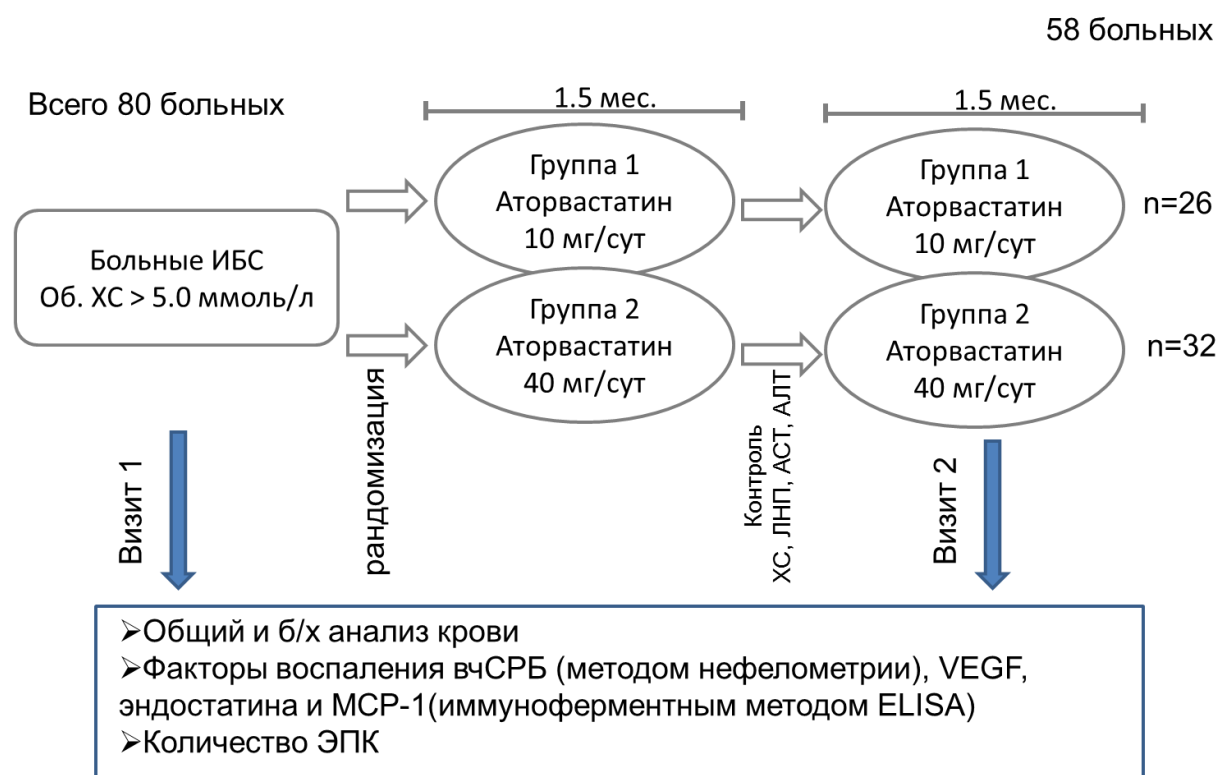 58 больных
Всего 80 больных
1.5 мес.
1.5 мес.
Больные ИБС
Об. ХС > 5.0 ммоль/л
Группа 1
Аторвастатин
10 мг/сут
Группа 1
Аторвастатин
10 мг/сут
n=26
Группа 2
Аторвастатин
40 мг/сут
Группа 2
Аторвастатин
40 мг/сут
n=32
Визит 1
рандомизация
Контроль
ХС, ЛНП, АСТ, АЛТ
Визит 2
➢Общий и б/х анализ крови
➢Факторы воспаления вчСРБ (методом нефелометрии), VEGF,
эндостатина и MCP-1(иммуноферментным методом ELISA)
➢Количество ЭПК